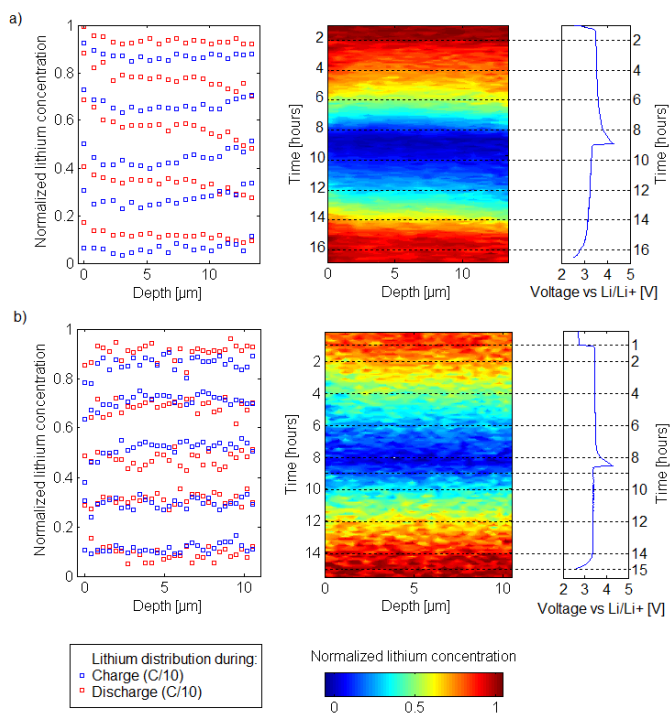 a)
Normalized lithium concentration
1
0.8
0.6
0.4
0.2
0
0 5 10
Depth [µm]
Time [hours]
2
4
6
8
10
12
14
16
0 5 10
Depth [µm]
2
4
6
8
10
12
14
16
Time [hours]
2 3 4 5
Voltage vs Li/Li+ [V]
b)
Normalized lithium concentration
1
0.8
0.6
0.4
0.2
0
0 5 10
Depth [µm]
Time [hours]
2
4
6
8
10
12
14
0 5 10
Depth [µm]
1
2
4
6
8
10
12
14
15
Time [hours]
2 3 4 5
Voltage vs Li/Li+ [V]
Lithium distribution during:
Charge (C/10)
Discharge (C/10)
Normalized lithium concentration
0 0.5 1